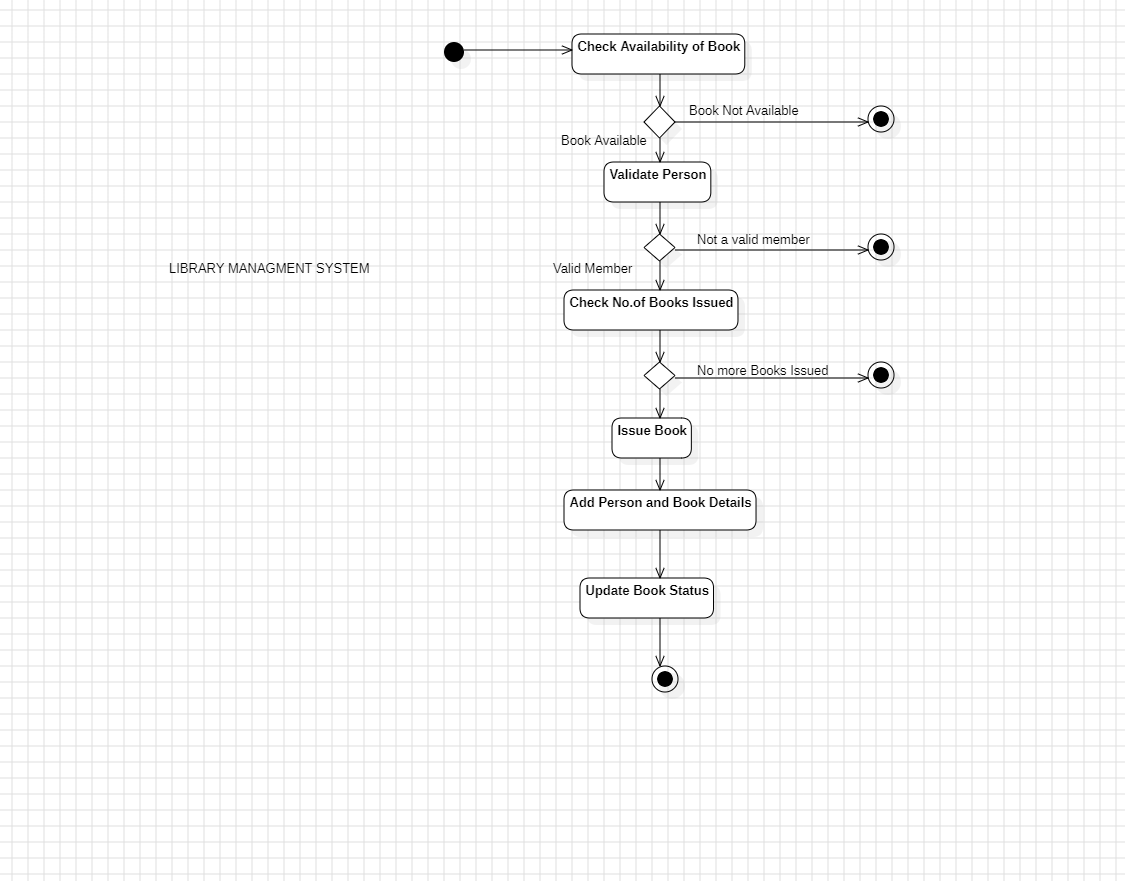 Check Availability of Book
Book Not Available
Book Available
Validate Person
Not a valid member
LIBRARY MANAGMENT SYSTEM
Valid Member
Check No.of Books Issued
No more Books Issued
Issue Book
Add Person and Book Details
Update Book Status